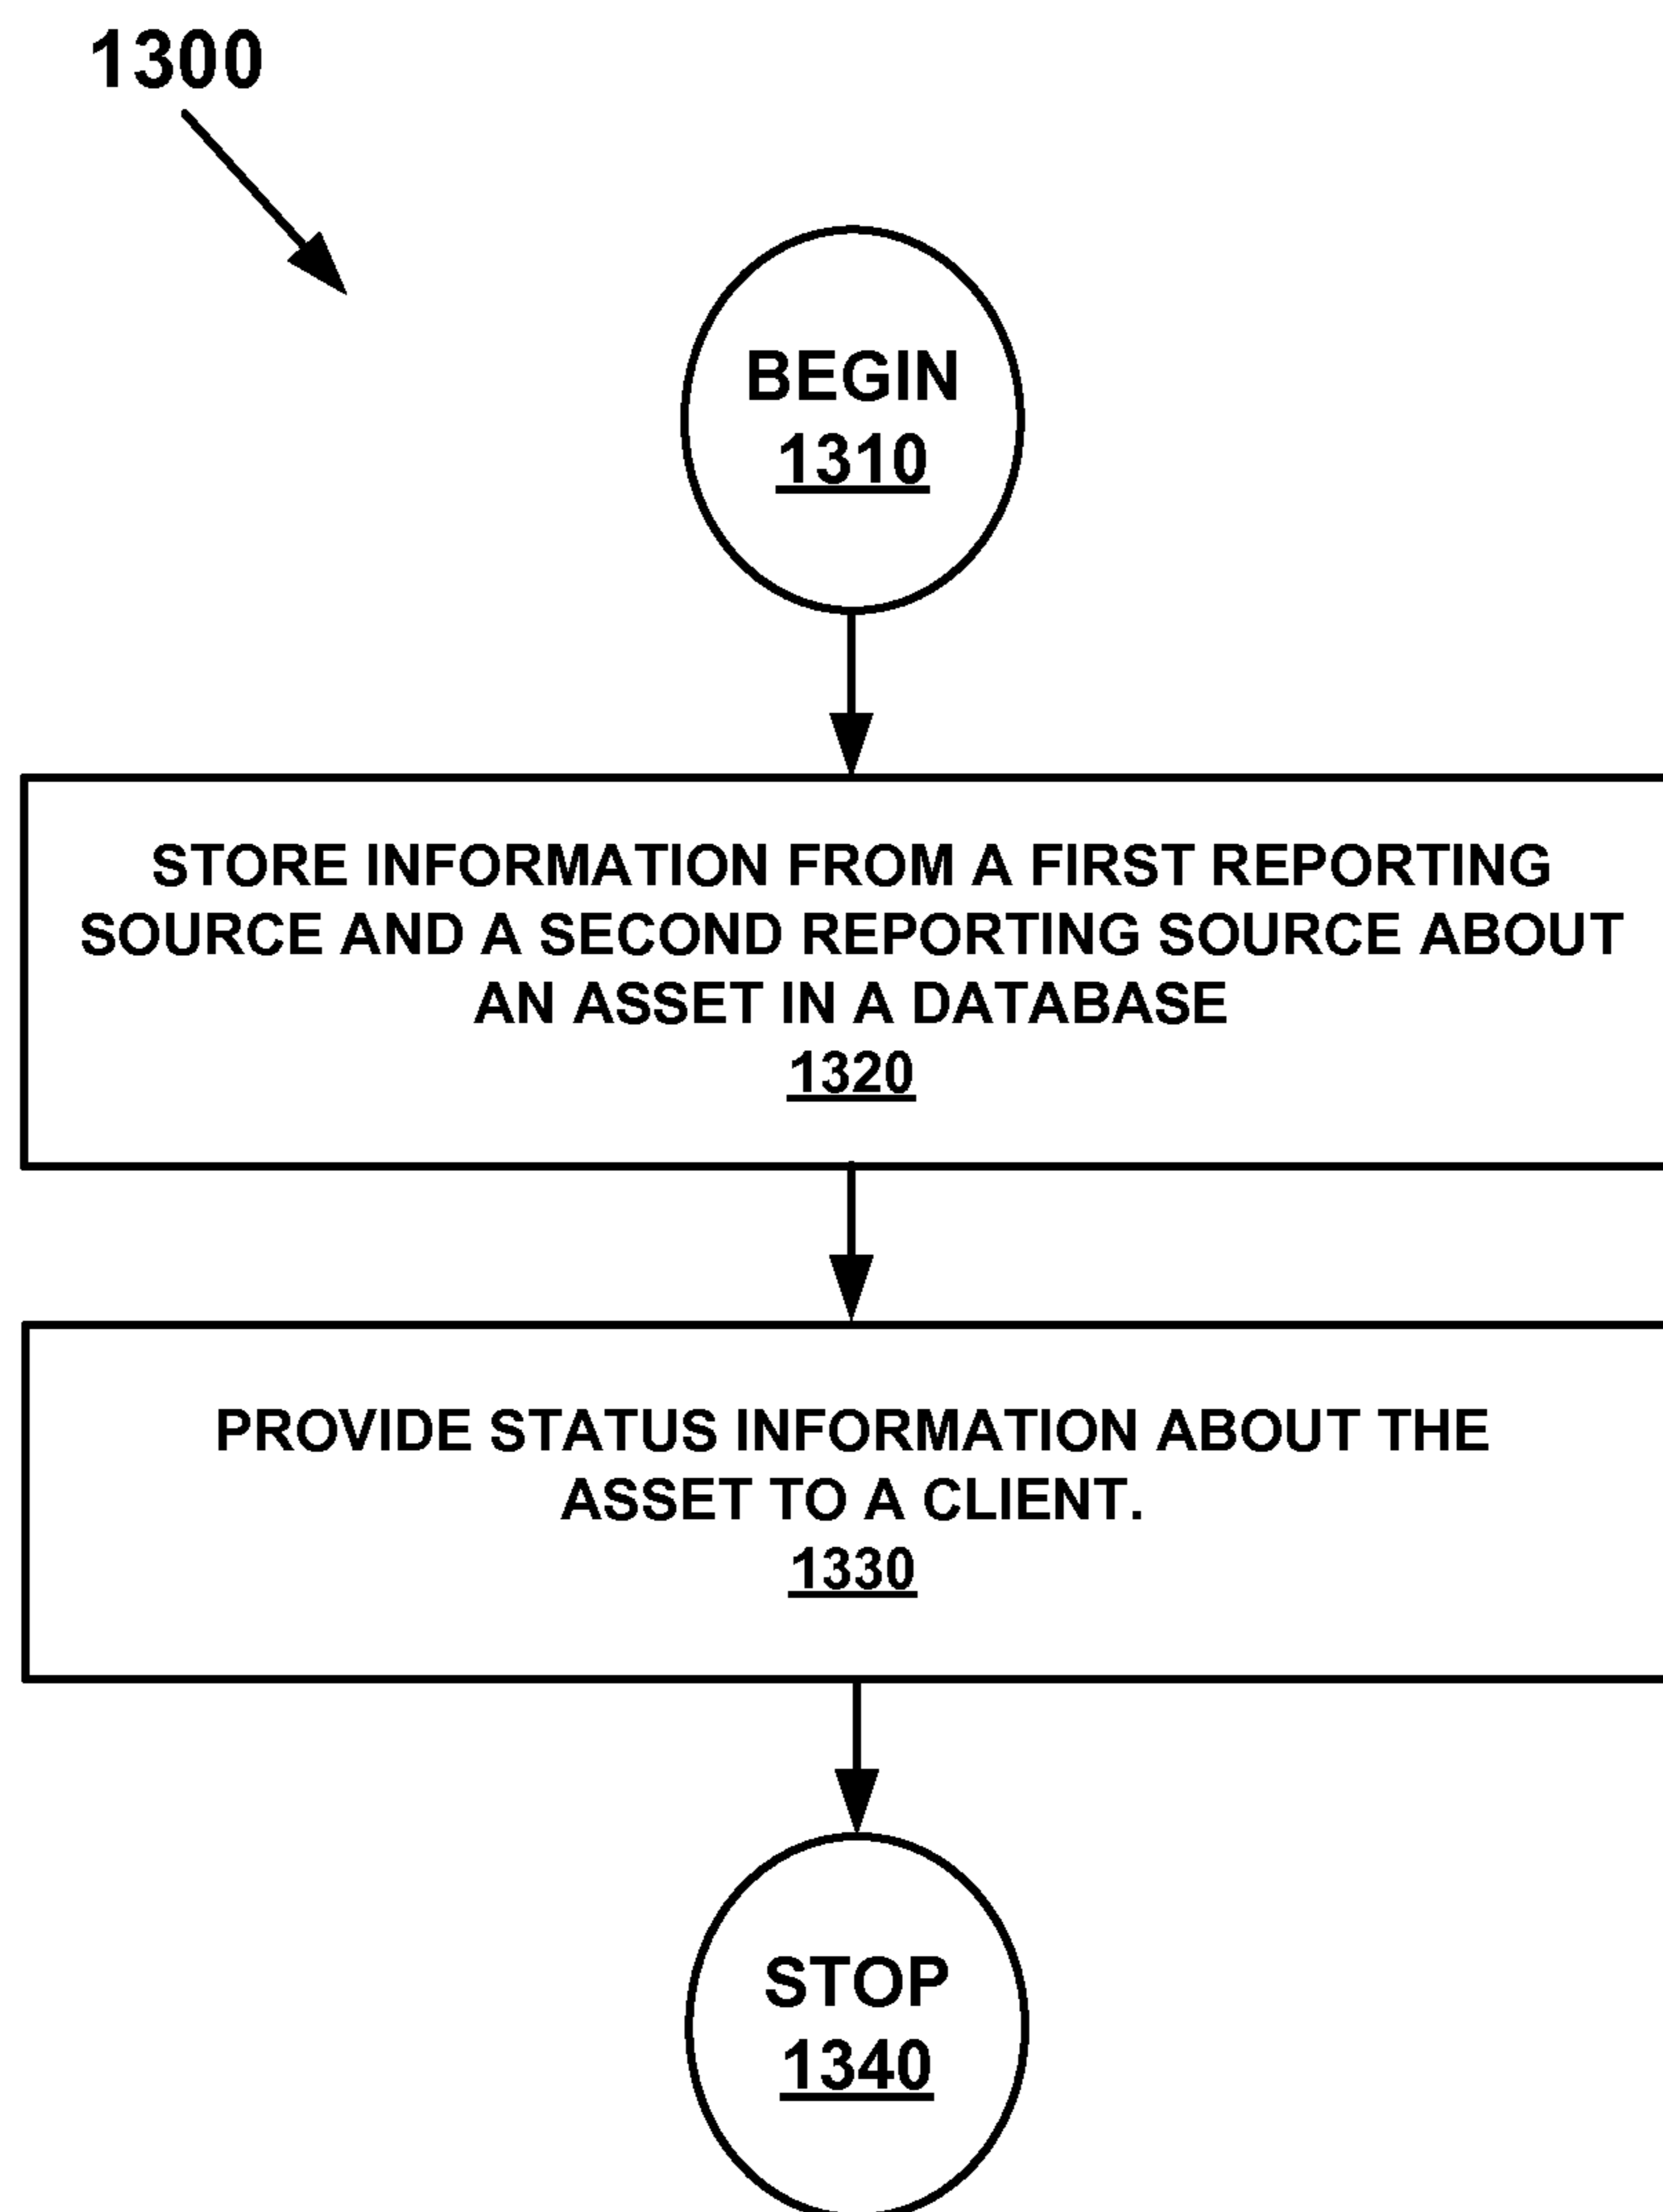 1300
BEGIN
1310
STORE INFORMATION FROM A FIRST REPORTING
SOURCE AND A SECOND REPORTING SOURCE ABOUT
AN ASSET IN A DATABASE
1320
PROVIDE STATUS INFORMATION ABOUT THE
ASSET TO A CLIENT.
1330
STOP
1340